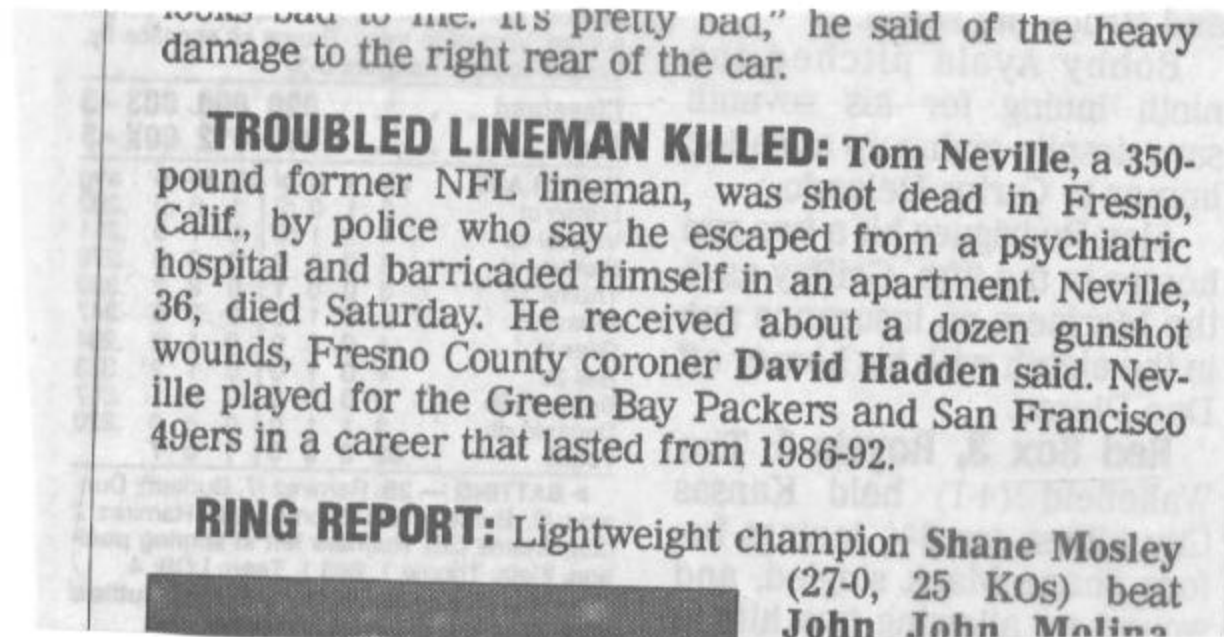 looks bad to me. It's pretty bad," he said of the heavy
damage to the right rear of the car.
TROUBLED LINEMAN KILLED: Tom Neville, a 350-
pound former NFL lineman, was shot dead in Fresno,
Calif., by police who say he escaped from a psychiatric
hospital and barricaded himself in an apartment. Neville,
36, died Saturday. He received about a dozen gunshot
wounds, Fresno County coroner David Hadden said. Nev-
ille played for the Green Bay Packers and San Francisco
49ers in a career that lasted from 1986-92.
RING REPORT: Lightweight champion Shane Mosley
(27-0, 25 KOs) beat
John John Molina